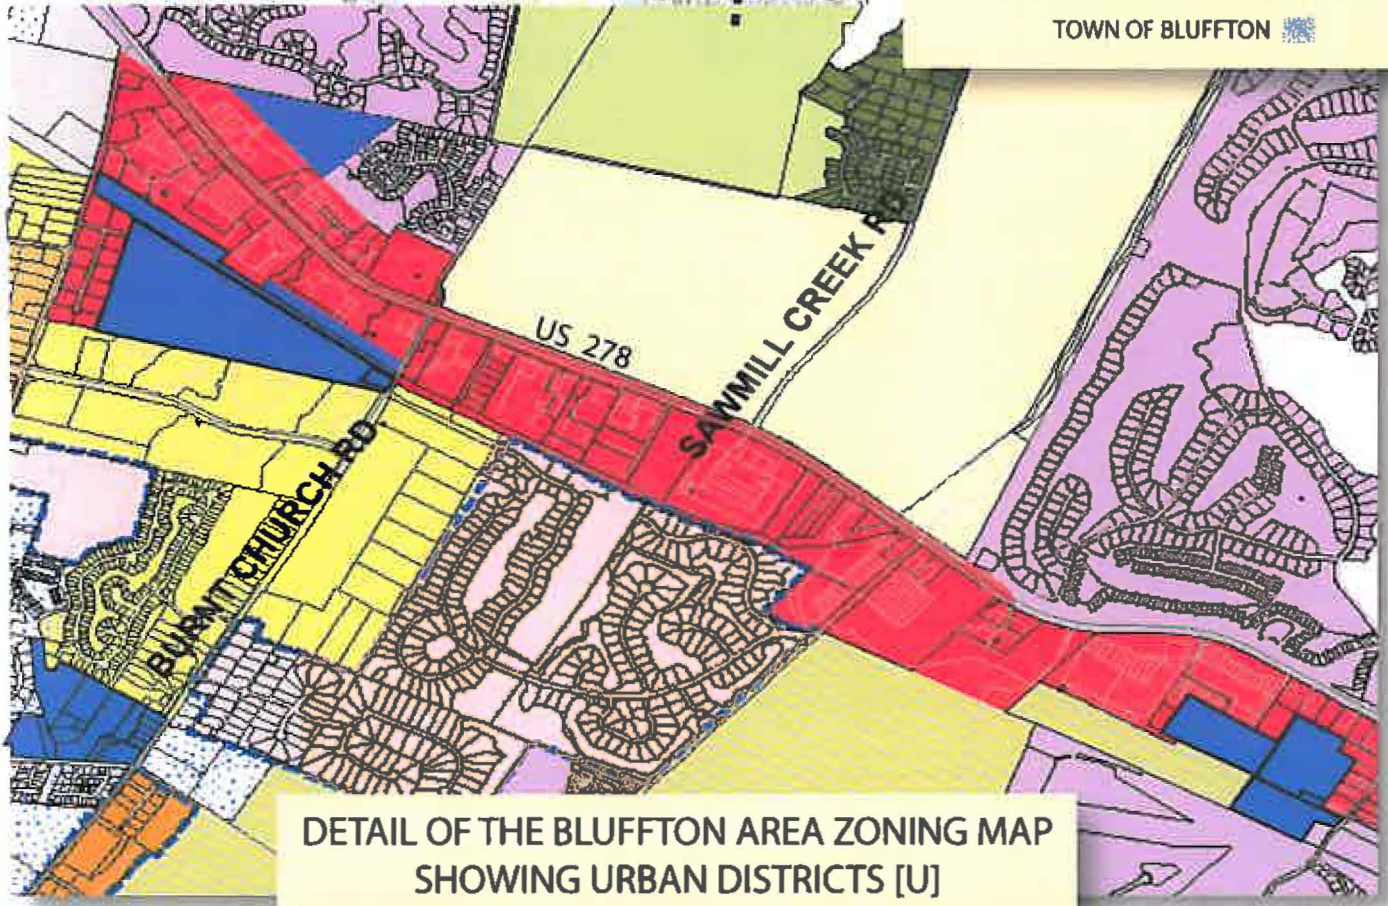 TOWN OF BLUFFTON
US 278
SAWMILL CREEK RD
BURNT CHURCH RD
DETAIL OF THE BLUFFTON AREA ZONING MAP
SHOWING URBAN DISTRICTS [U]